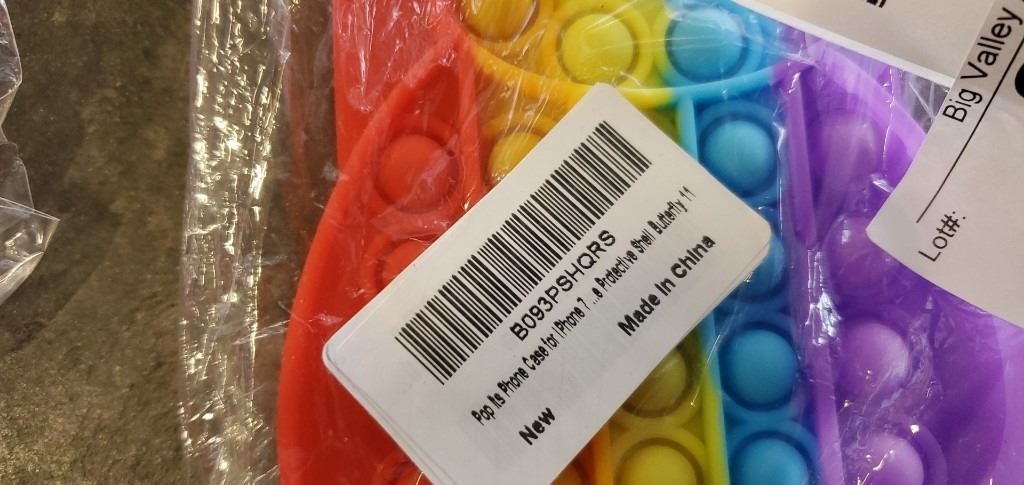 B093PSHQRS
Pop Its Phone Case for iPhone 7 ...e Protective Shell Butterfly 11
Made In China
New
Big Valley
Lot#: